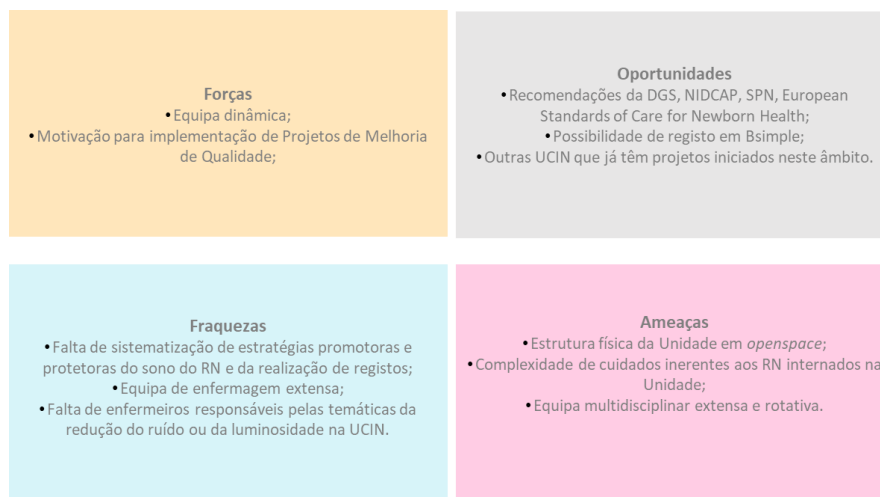 Forças
•Equipa dinâmica;
•Motivação para implementação de Projetos de Melhoria
de Qualidade;
Oportunidades
•Recomendações da DGS, NIDCAP, SPN, European
Standards of Care for Newborn Health;
•Possibilidade de registo em Bsimple;
•Outras UCIN que já têm projetos iniciados neste âmbito.
Fraquezas
•Falta de sistematização de estratégias promotoras e
protetoras do sono do RN e da realização de registos;
•Equipa de enfermagem extensa;
•Falta de enfermeiros responsáveis pelas temáticas da
redução do ruído ou da luminosidade na UCIN.
Ameaças
•Estrutura física da Unidade em openspace;
•Complexidade de cuidados inerentes aos RN internados na
Unidade;
•Equipa multidisciplinar extensa e rotativa.